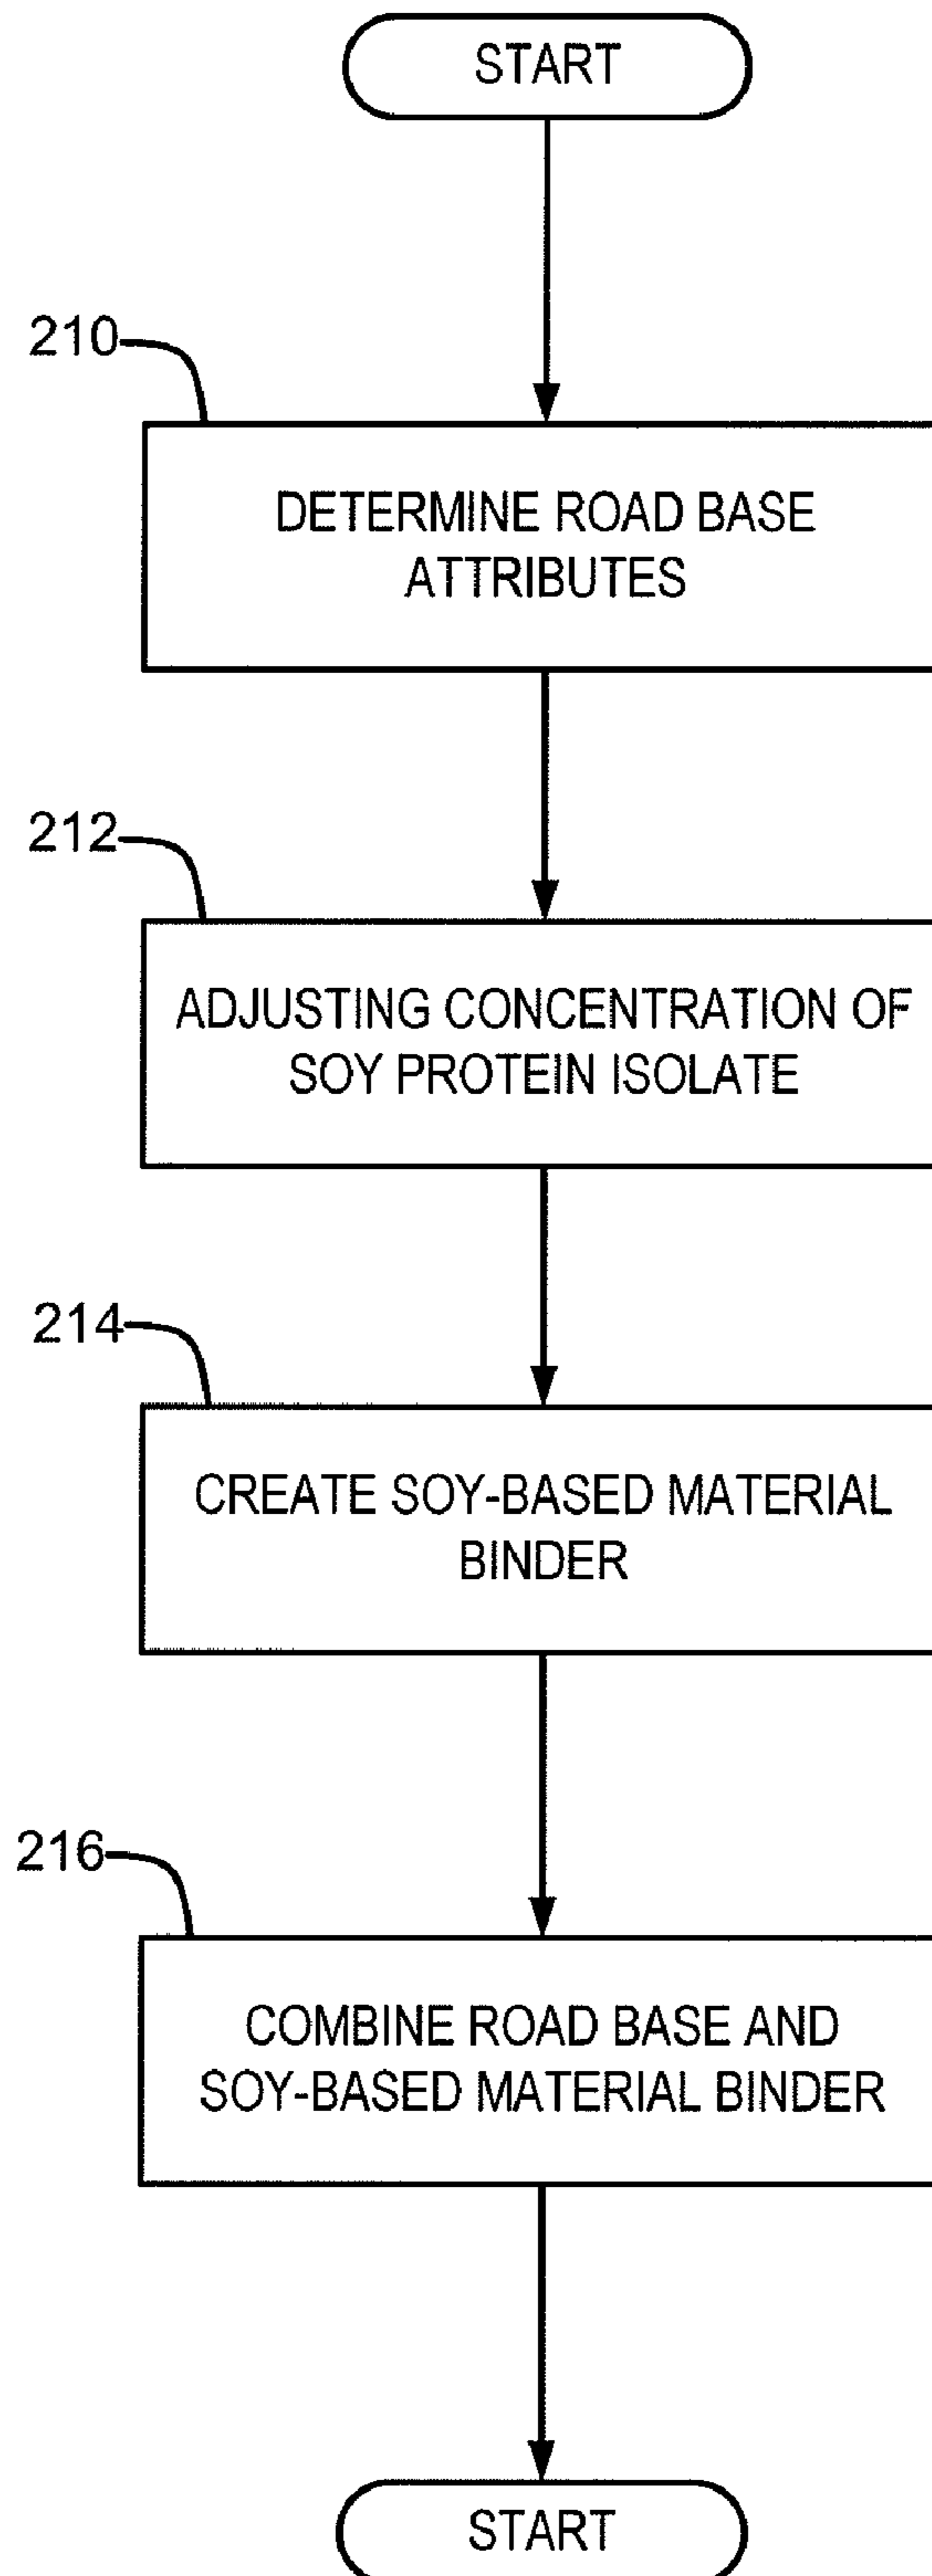 START
210
DETERMINE ROAD BASE
ATTRIBUTES
212
ADJUSTING CONCENTRATION OF
SOY PROTEIN ISOLATE
214
CREATE SOY-BASED MATERIAL
BINDER
216
COMBINE ROAD BASE AND
SOY-BASED MATERIAL BINDER
START